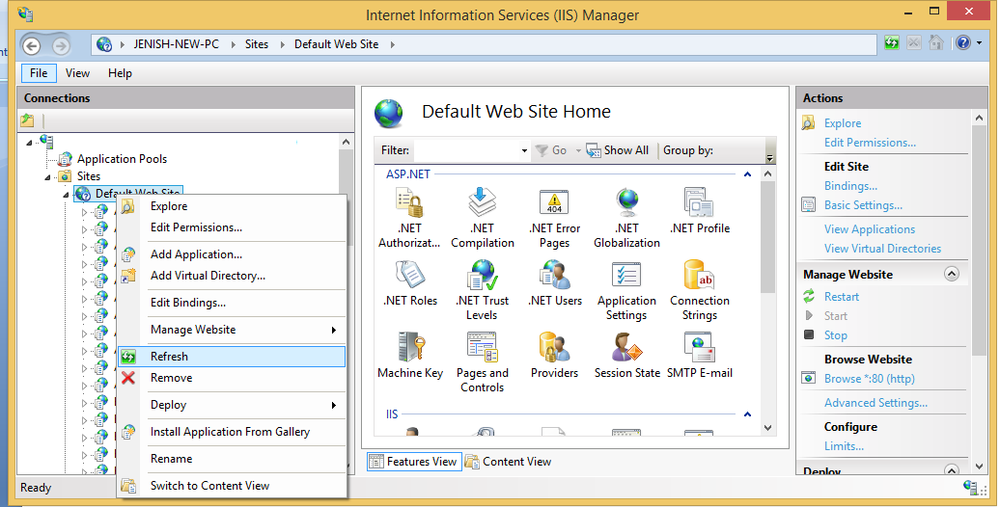 nt
Internet Information Services (IIS) Manager
JENISH-NEW-PC
Sites
Default Web Site
File
View
Help
Connections
Application Pools
Sites
Default Web Site
Explore
Edit Permissions...
Add Application...
Add Virtual Directory...
Edit Bindings...
Manage Website
Refresh
Remove
Deploy
Install Application From Gallery
Rename
Switch to Content View
Default Web Site Home
Filter:
Go
Show All
Group by:
ASP.NET
.NET Authorizat...
.NET Compilation
404
.NET Error Pages
.NET Globalization
.NET Profile
.NET Roles
.NET Trust Levels
.NET Users
Application Settings
ab
Connection Strings
Machine Key
Pages and Controls
Providers
Session State
SMTP E-mail
IIS
Features View
Content View
Actions
Explore
Edit Permissions...
Edit Site
Bindings...
Basic Settings...
View Applications
View Virtual Directories
Manage Website
Restart
Start
Stop
Browse Website
Browse *:80 (http)
Advanced Settings...
Configure
Limits...
Deploy
Ready